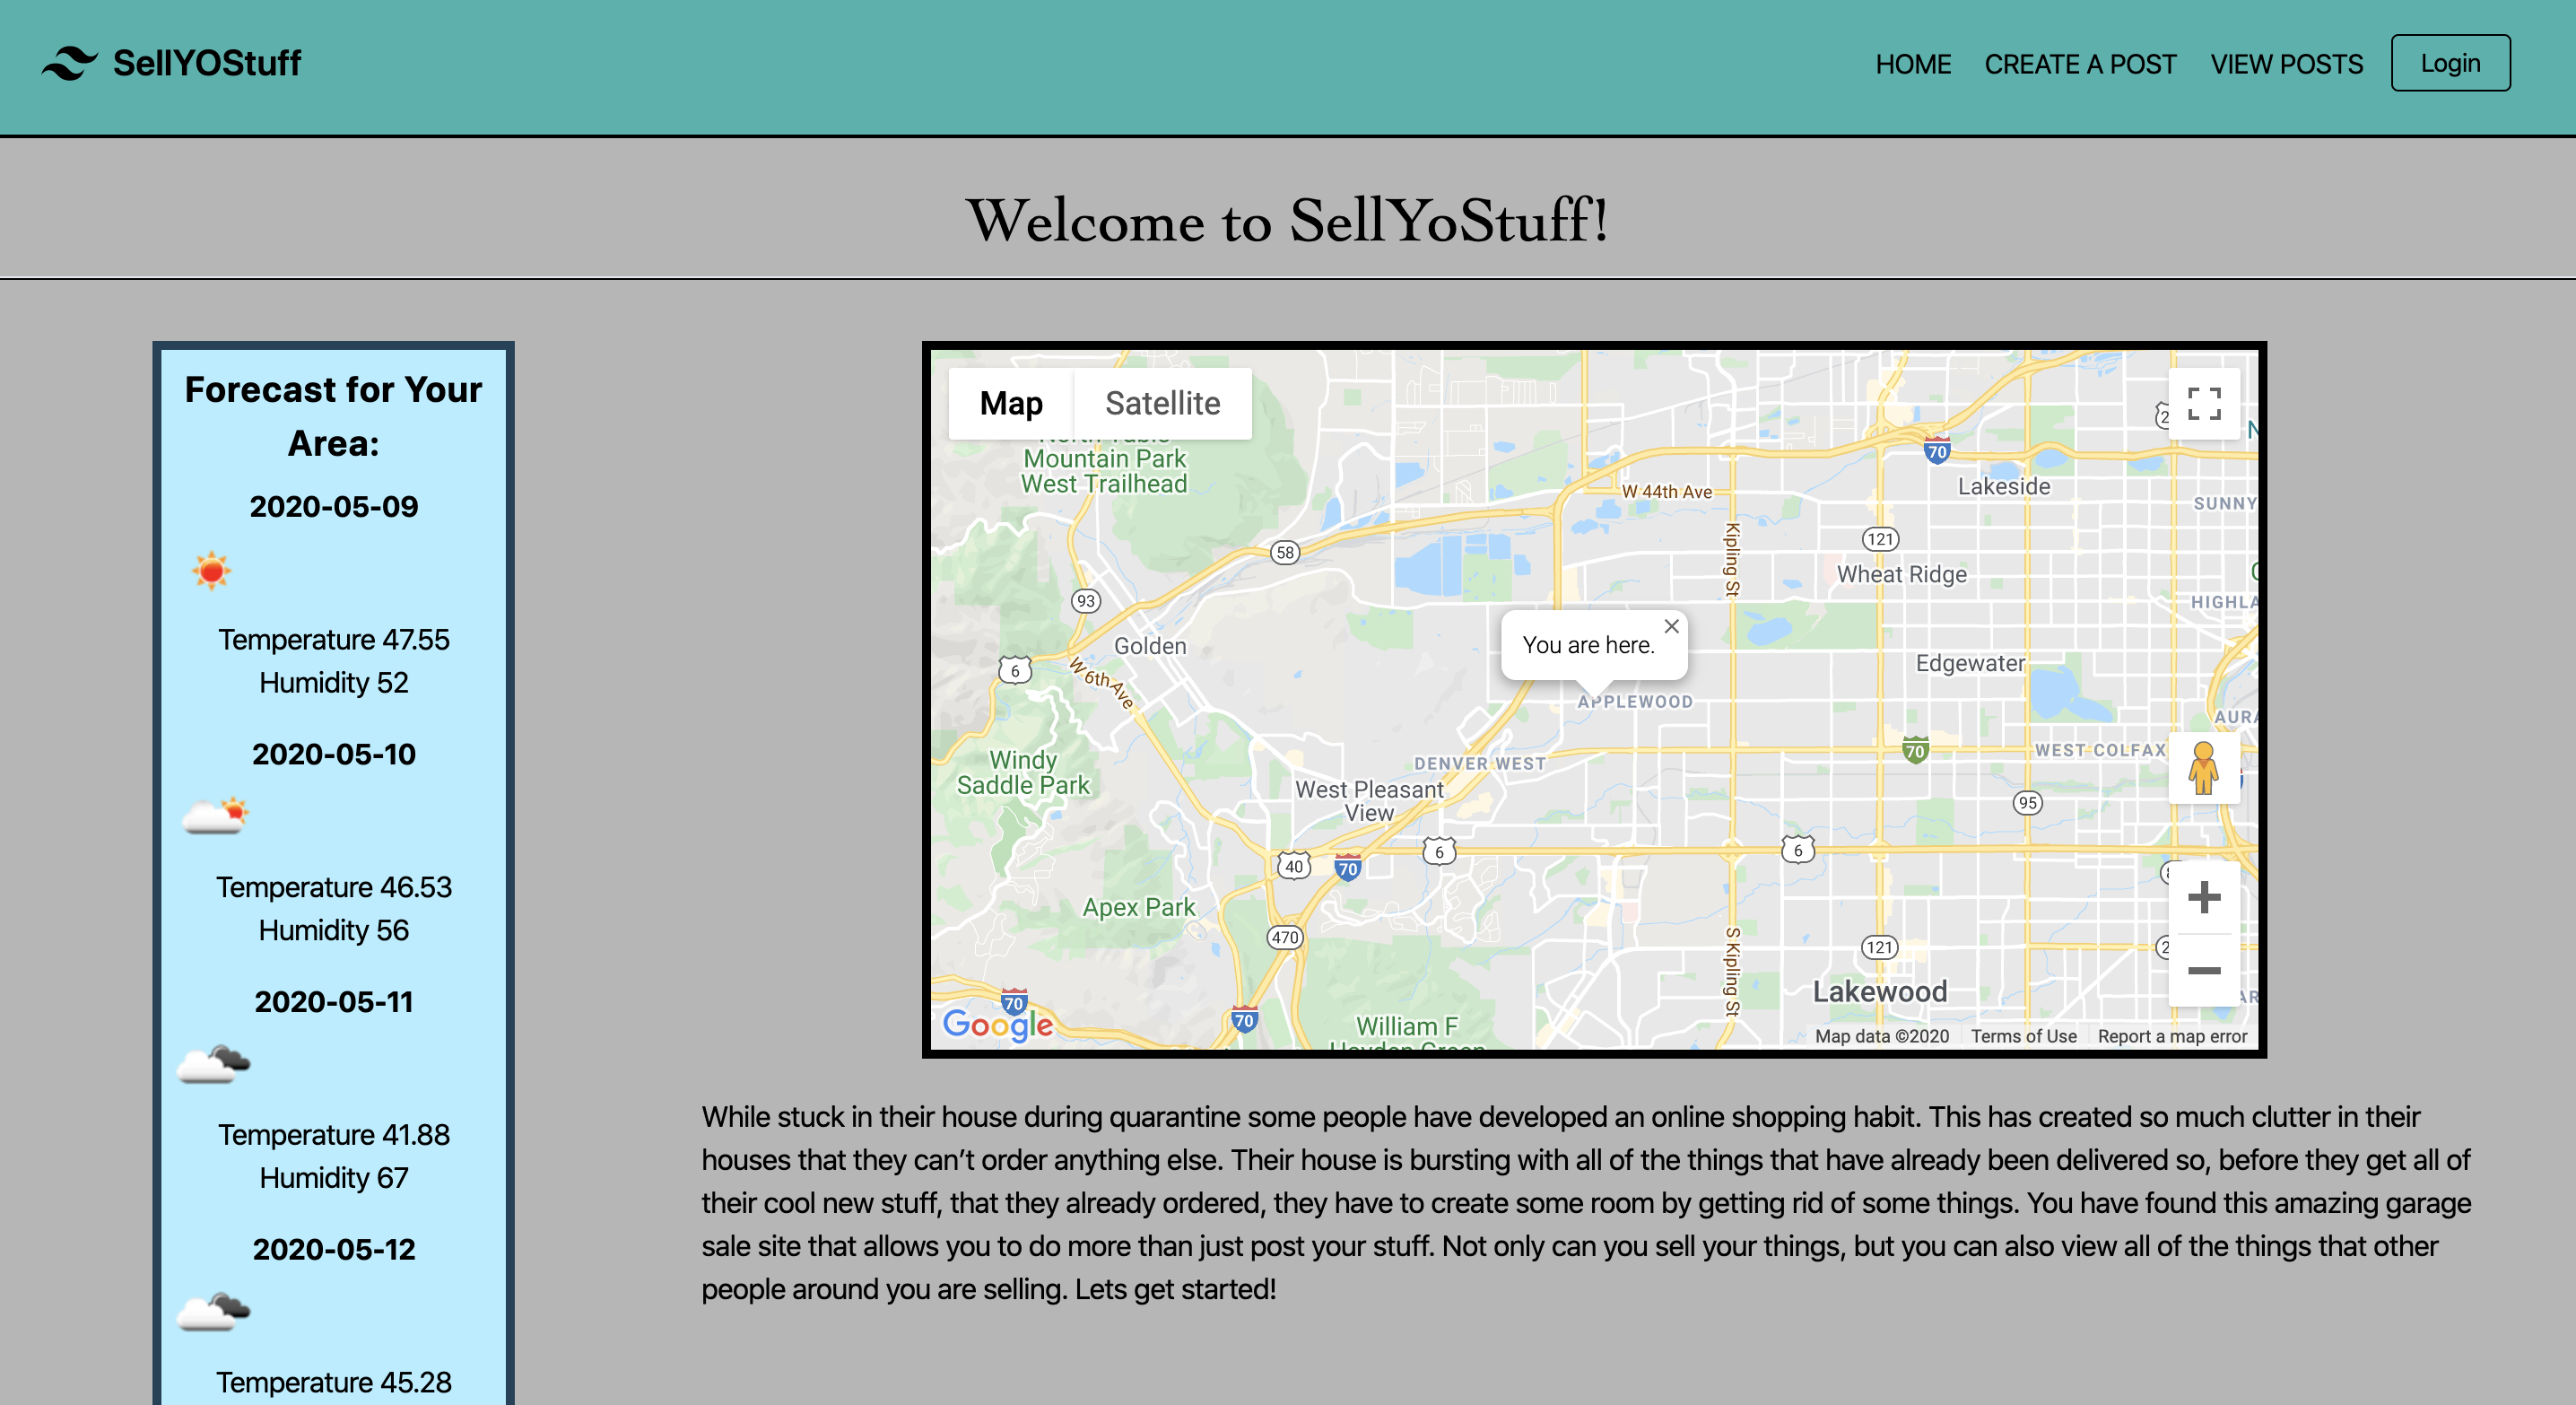 SellYOStuff
HOME
CREATE A POST
VIEW POSTS
Login
Welcome to SellYoStuff!
Forecast for Your
Area:
2020-05-09
Temperature 47.55
Humidity 52
2020-05-10
Temperature 46.53
Humidity 56
2020-05-11
Temperature 41.88
Humidity 67
2020-05-12
Temperature 45.28
Map
Satellite
Mountain Park
West Trailhead
70
W 44th Ave
Lakeside
SUNNY
58
Kipling St
121
Wheat Ridge
93
HIGHLA
Golden
You are here.
6
W 6th Ave
Edgewater
APPLEWOOD
AURA
Windy
Saddle Park
DENVER WEST
70
WEST COLFAX
West Pleasant
View
95
40
70
6
6
Apex Park
470
S Kipling St
121
Lakewood
70
70
Google
William F
Map data ©2020
Terms of Use
Report a map error
While stuck in their house during quarantine some people have developed an online shopping habit. This has created so much clutter in their
houses that they can’t order anything else. Their house is bursting with all of the things that have already been delivered so, before they get all of
their cool new stuff, that they already ordered, they have to create some room by getting rid of some things. You have found this amazing garage
sale site that allows you to do more than just post your stuff. Not only can you sell your things, but you can also view all of the things that other
people around you are selling. Lets get started!